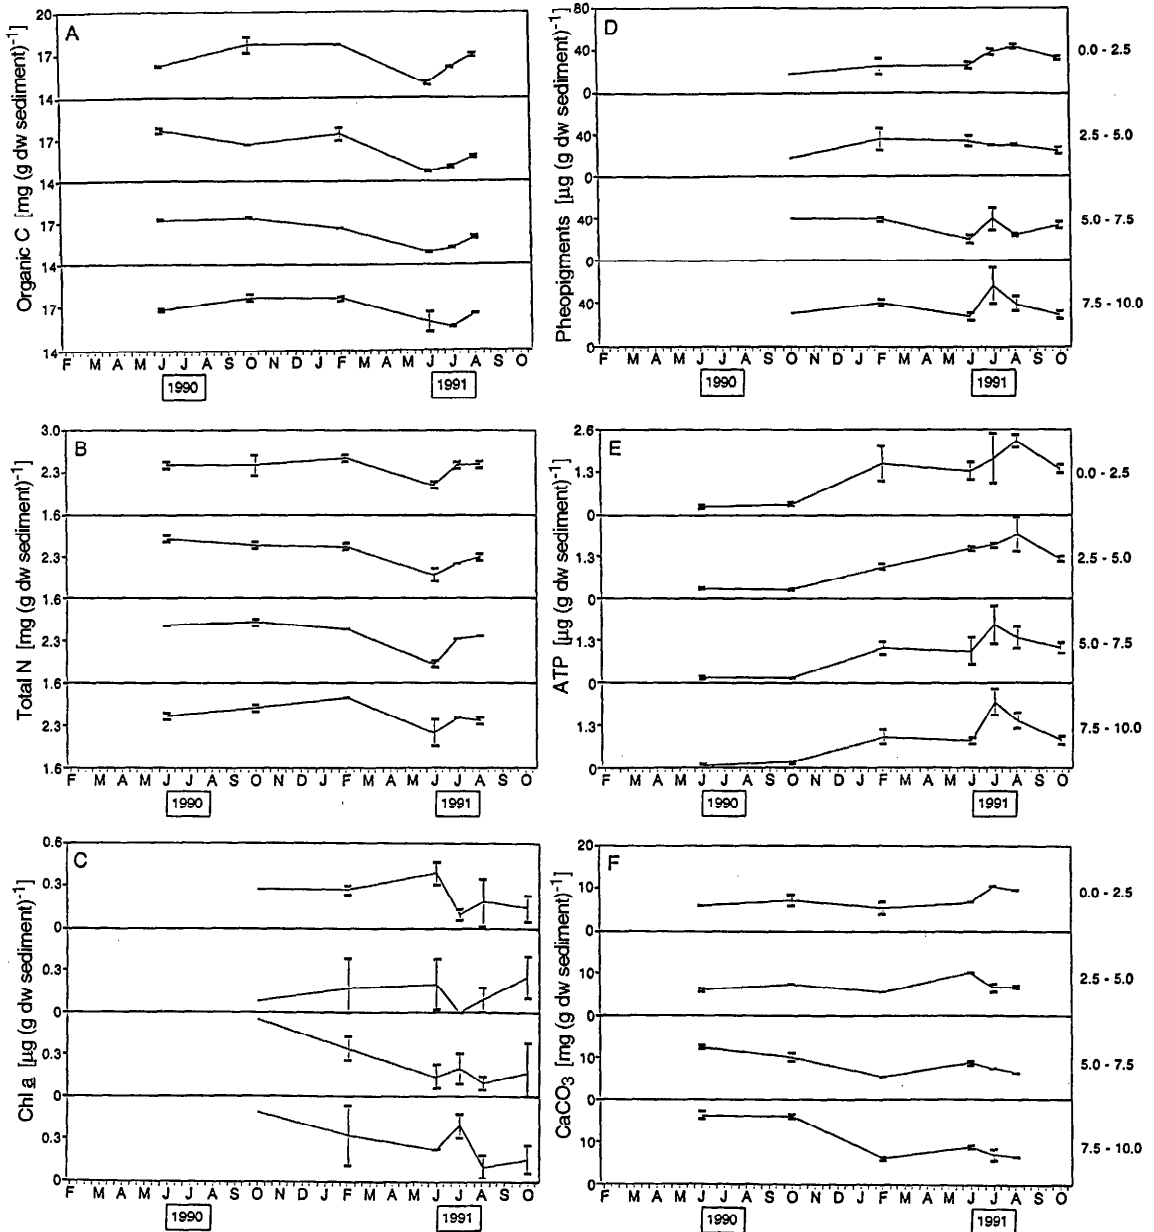 A
Organic C [mg (g dw sediment)-1]
20
17
14
17
14
17
14
17
14
F M A M J J A S O N D J F M A M J J A S O
1990
1991
D
Pheopigments [µg (g dw sediment)-1]
80
40
0
40
0
40
0
40
0
0.0 - 2.5
2.5 - 5.0
5.0 - 7.5
7.5 - 10.0
F M A M J J A S O N D J F M A M J J A S O
1990
1991
B
Total N [mg (g dw sediment)-1]
3.0
2.3
1.6
2.3
1.6
2.3
1.6
2.3
1.6
F M A M J J A S O N D J F M A M J J A S O
1990
1991
E
ATP [µg (g dw sediment)-1]
2.6
1.3
0
1.3
0
1.3
0
1.3
0
0.0 - 2.5
2.5 - 5.0
5.0 - 7.5
7.5 - 10.0
F M A M J J A S O N D J F M A M J J A S O
1990
1991
C
Chl a [µg (g dw sediment)-1]
0.6
0.3
0
0.3
0
0.3
0
0.3
0
F M A M J J A S O N D J F M A M J J A S O
1990
1991
F
CaCO3 [mg (g dw sediment)-1]
20
10
0
10
0
10
0
10
0
0.0 - 2.5
2.5 - 5.0
5.0 - 7.5
7.5 - 10.0
F M A M J J A S O N D J F M A M J J A S O
1990
1991